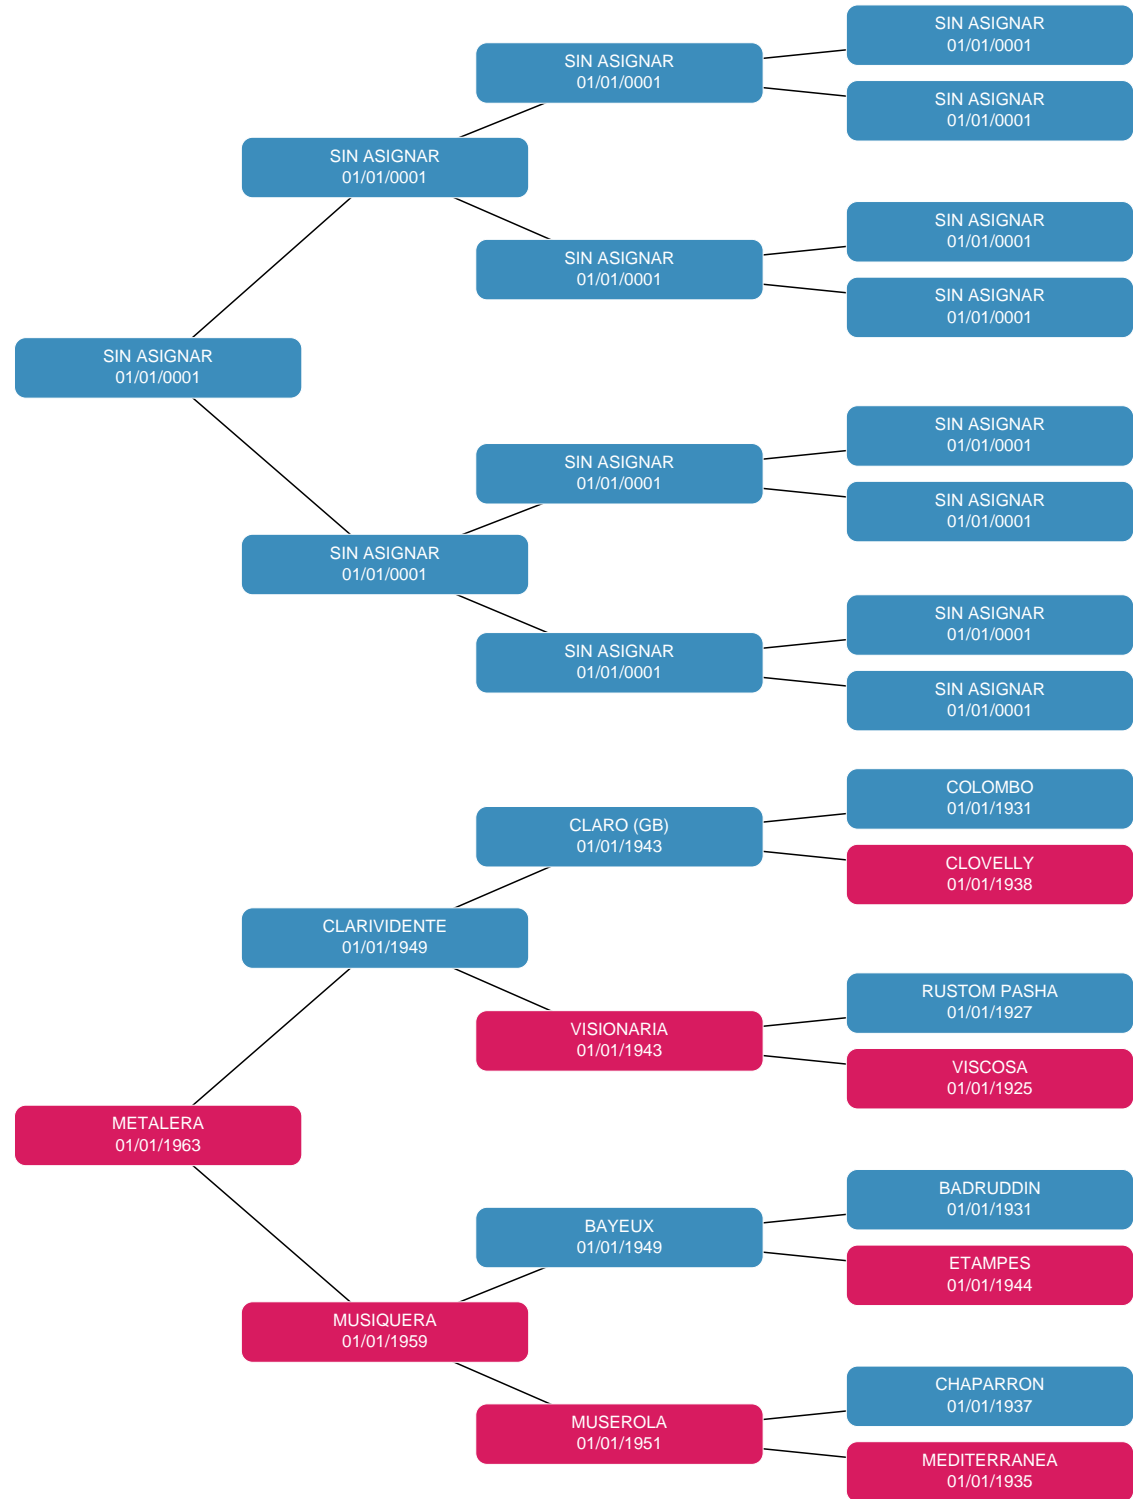 SIN ASIGNAR
01/01/0001
SIN ASIGNAR
01/01/0001
SIN ASIGNAR
01/01/0001
SIN ASIGNAR
01/01/0001
SIN ASIGNAR
01/01/0001
SIN ASIGNAR
01/01/0001
SIN ASIGNAR
01/01/0001
SIN ASIGNAR
01/01/0001
SIN ASIGNAR
01/01/0001
SIN ASIGNAR
01/01/0001
SIN ASIGNAR
01/01/0001
SIN ASIGNAR
01/01/0001
SIN ASIGNAR
01/01/0001
SIN ASIGNAR
01/01/0001
SIN ASIGNAR
01/01/0001
COLOMBO
01/01/1931
CLARO (GB)
01/01/1943
CLOVELLY
01/01/1938
CLARIVIDENTE
01/01/1949
RUSTOM PASHA
01/01/1927
VISIONARIA
01/01/1943
VISCOSA
01/01/1925
METALERA
01/01/1963
BADRUDDIN
01/01/1931
BAYEUX
01/01/1949
ETAMPES
01/01/1944
MUSIQUERA
01/01/1959
CHAPARRON
01/01/1937
MUSEROLA
01/01/1951
MEDITERRANEA
01/01/1935